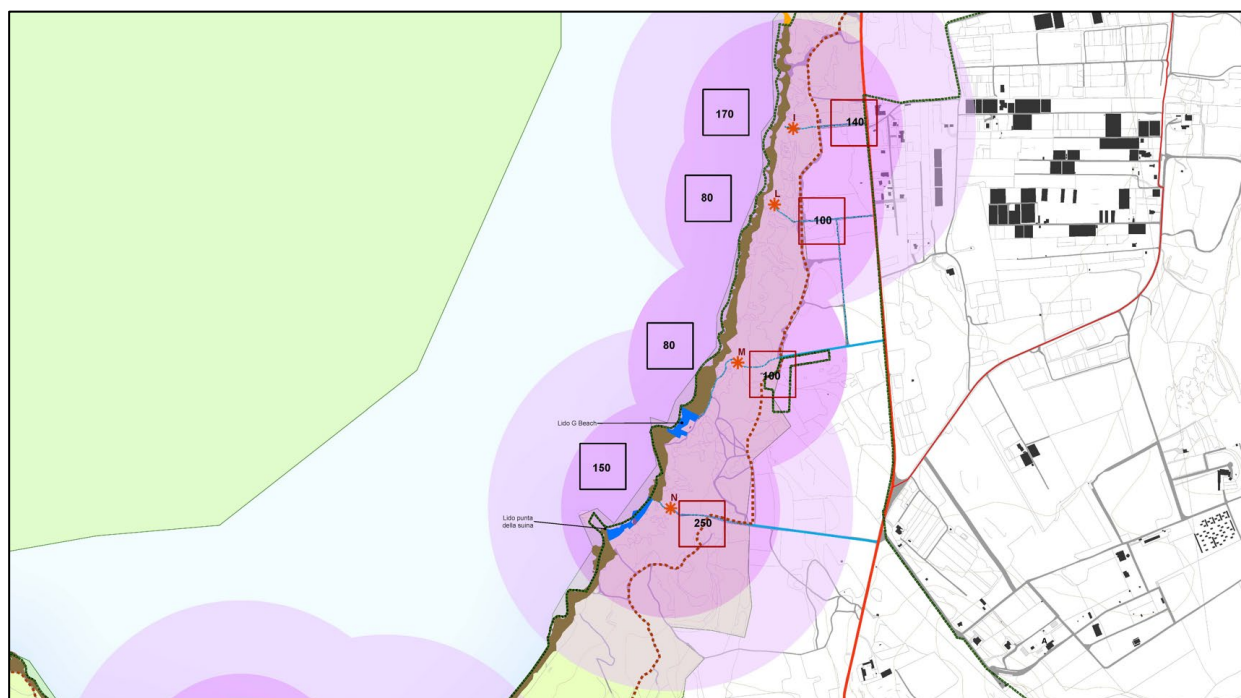 170
I
140
L
80
100
80
M
100
Lido G Beach
150
N
Lido punta
della suina
250
A